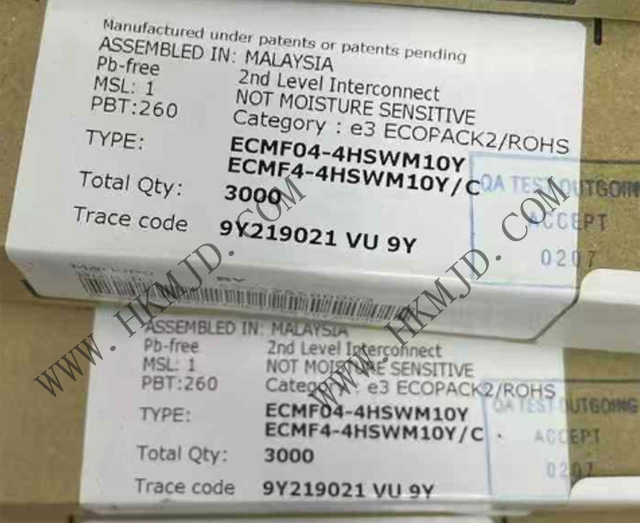 Manufactured under patents or patents pending
ASSEMBLED IN: MALAYSIA
Pb-free 2nd Level Interconnect
MSL: 1 NOT MOISTURE SENSITIVE
PBT:260 Category : e3 ECOPACK2/ROHS
TYPE: ECMF04-4HSWM10Y
ECMF4-4HSWM10Y/C
Total Qty: 3000
Trace code 9Y219021 VU 9Y
QA TEST OUTGOING
ACCEPT
0207
Marking
ASSEMBLED IN: MALAYSIA
Pb-free 2nd Level Interconnect
MSL: 1 NOT MOISTURE SENSITIVE
PBT:260 Category : e3 ECOPACK2/ROHS
TYPE: ECMF04-4HSWM10Y
ECMF4-4HSWM10Y/C
Total Qty: 3000
Trace code 9Y219021 VU 9Y
QA TEST OUTGOING
ACCEPT
0207
WWW.HKMJD.COM
WWW.HKMJD.COM